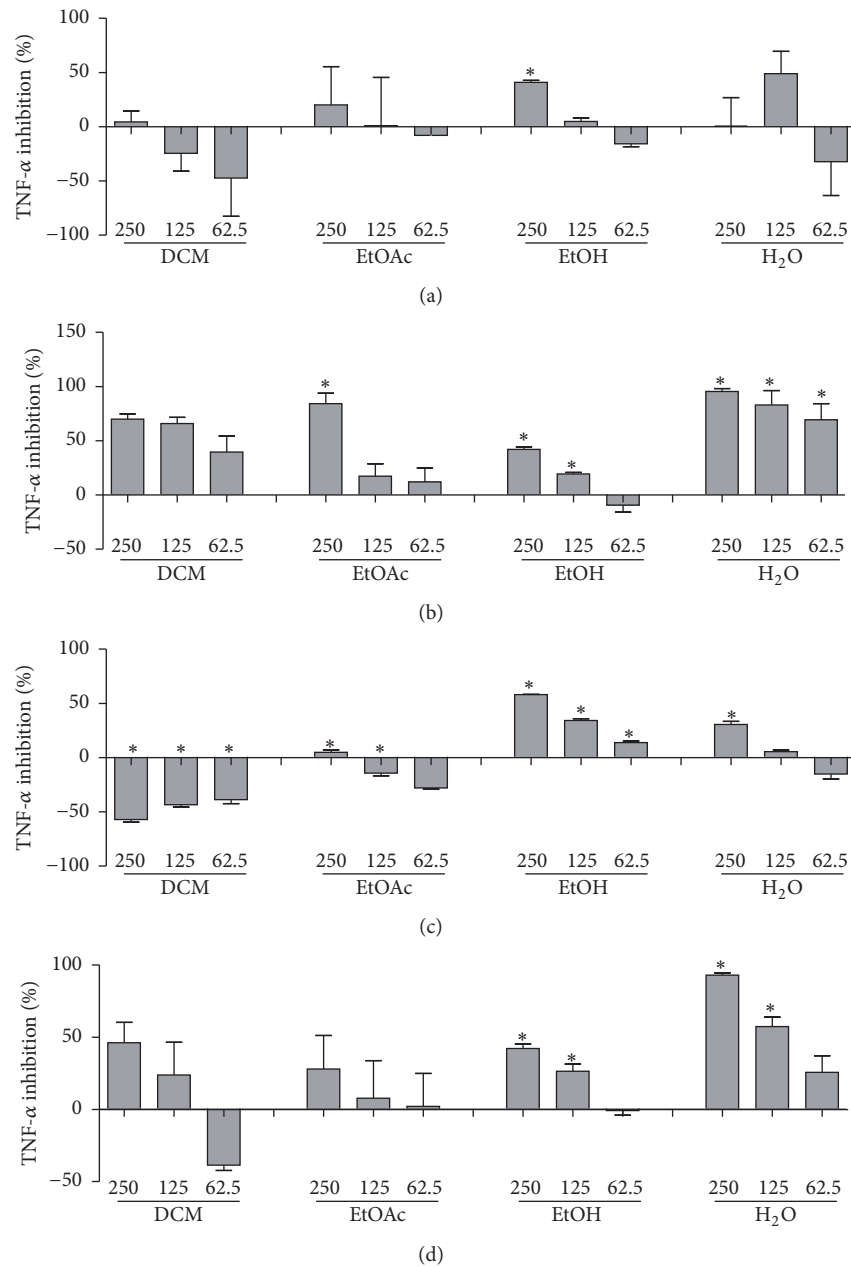 TNF-α inhibition (%)
100
50
0
−50
−100
*
250 125 62.5 250 125 62.5 250 125 62.5 250 125 62.5
DCM EtOAc EtOH H₂O
(a)
TNF-α inhibition (%)
150
100
50
0
−50
* * * * * *
250 125 62.5 250 125 62.5 250 125 62.5 250 125 62.5
DCM EtOAc EtOH H₂O
(b)
TNF-α inhibition (%)
100
50
0
−50
−100
* * * * * * * * *
250 125 62.5 250 125 62.5 250 125 62.5 250 125 62.5
DCM EtOAc EtOH H₂O
(c)
TNF-α inhibition (%)
100
50
0
−50
* * * *
250 125 62.5 250 125 62.5 250 125 62.5 250 125 62.5
DCM EtOAc EtOH H₂O
(d)